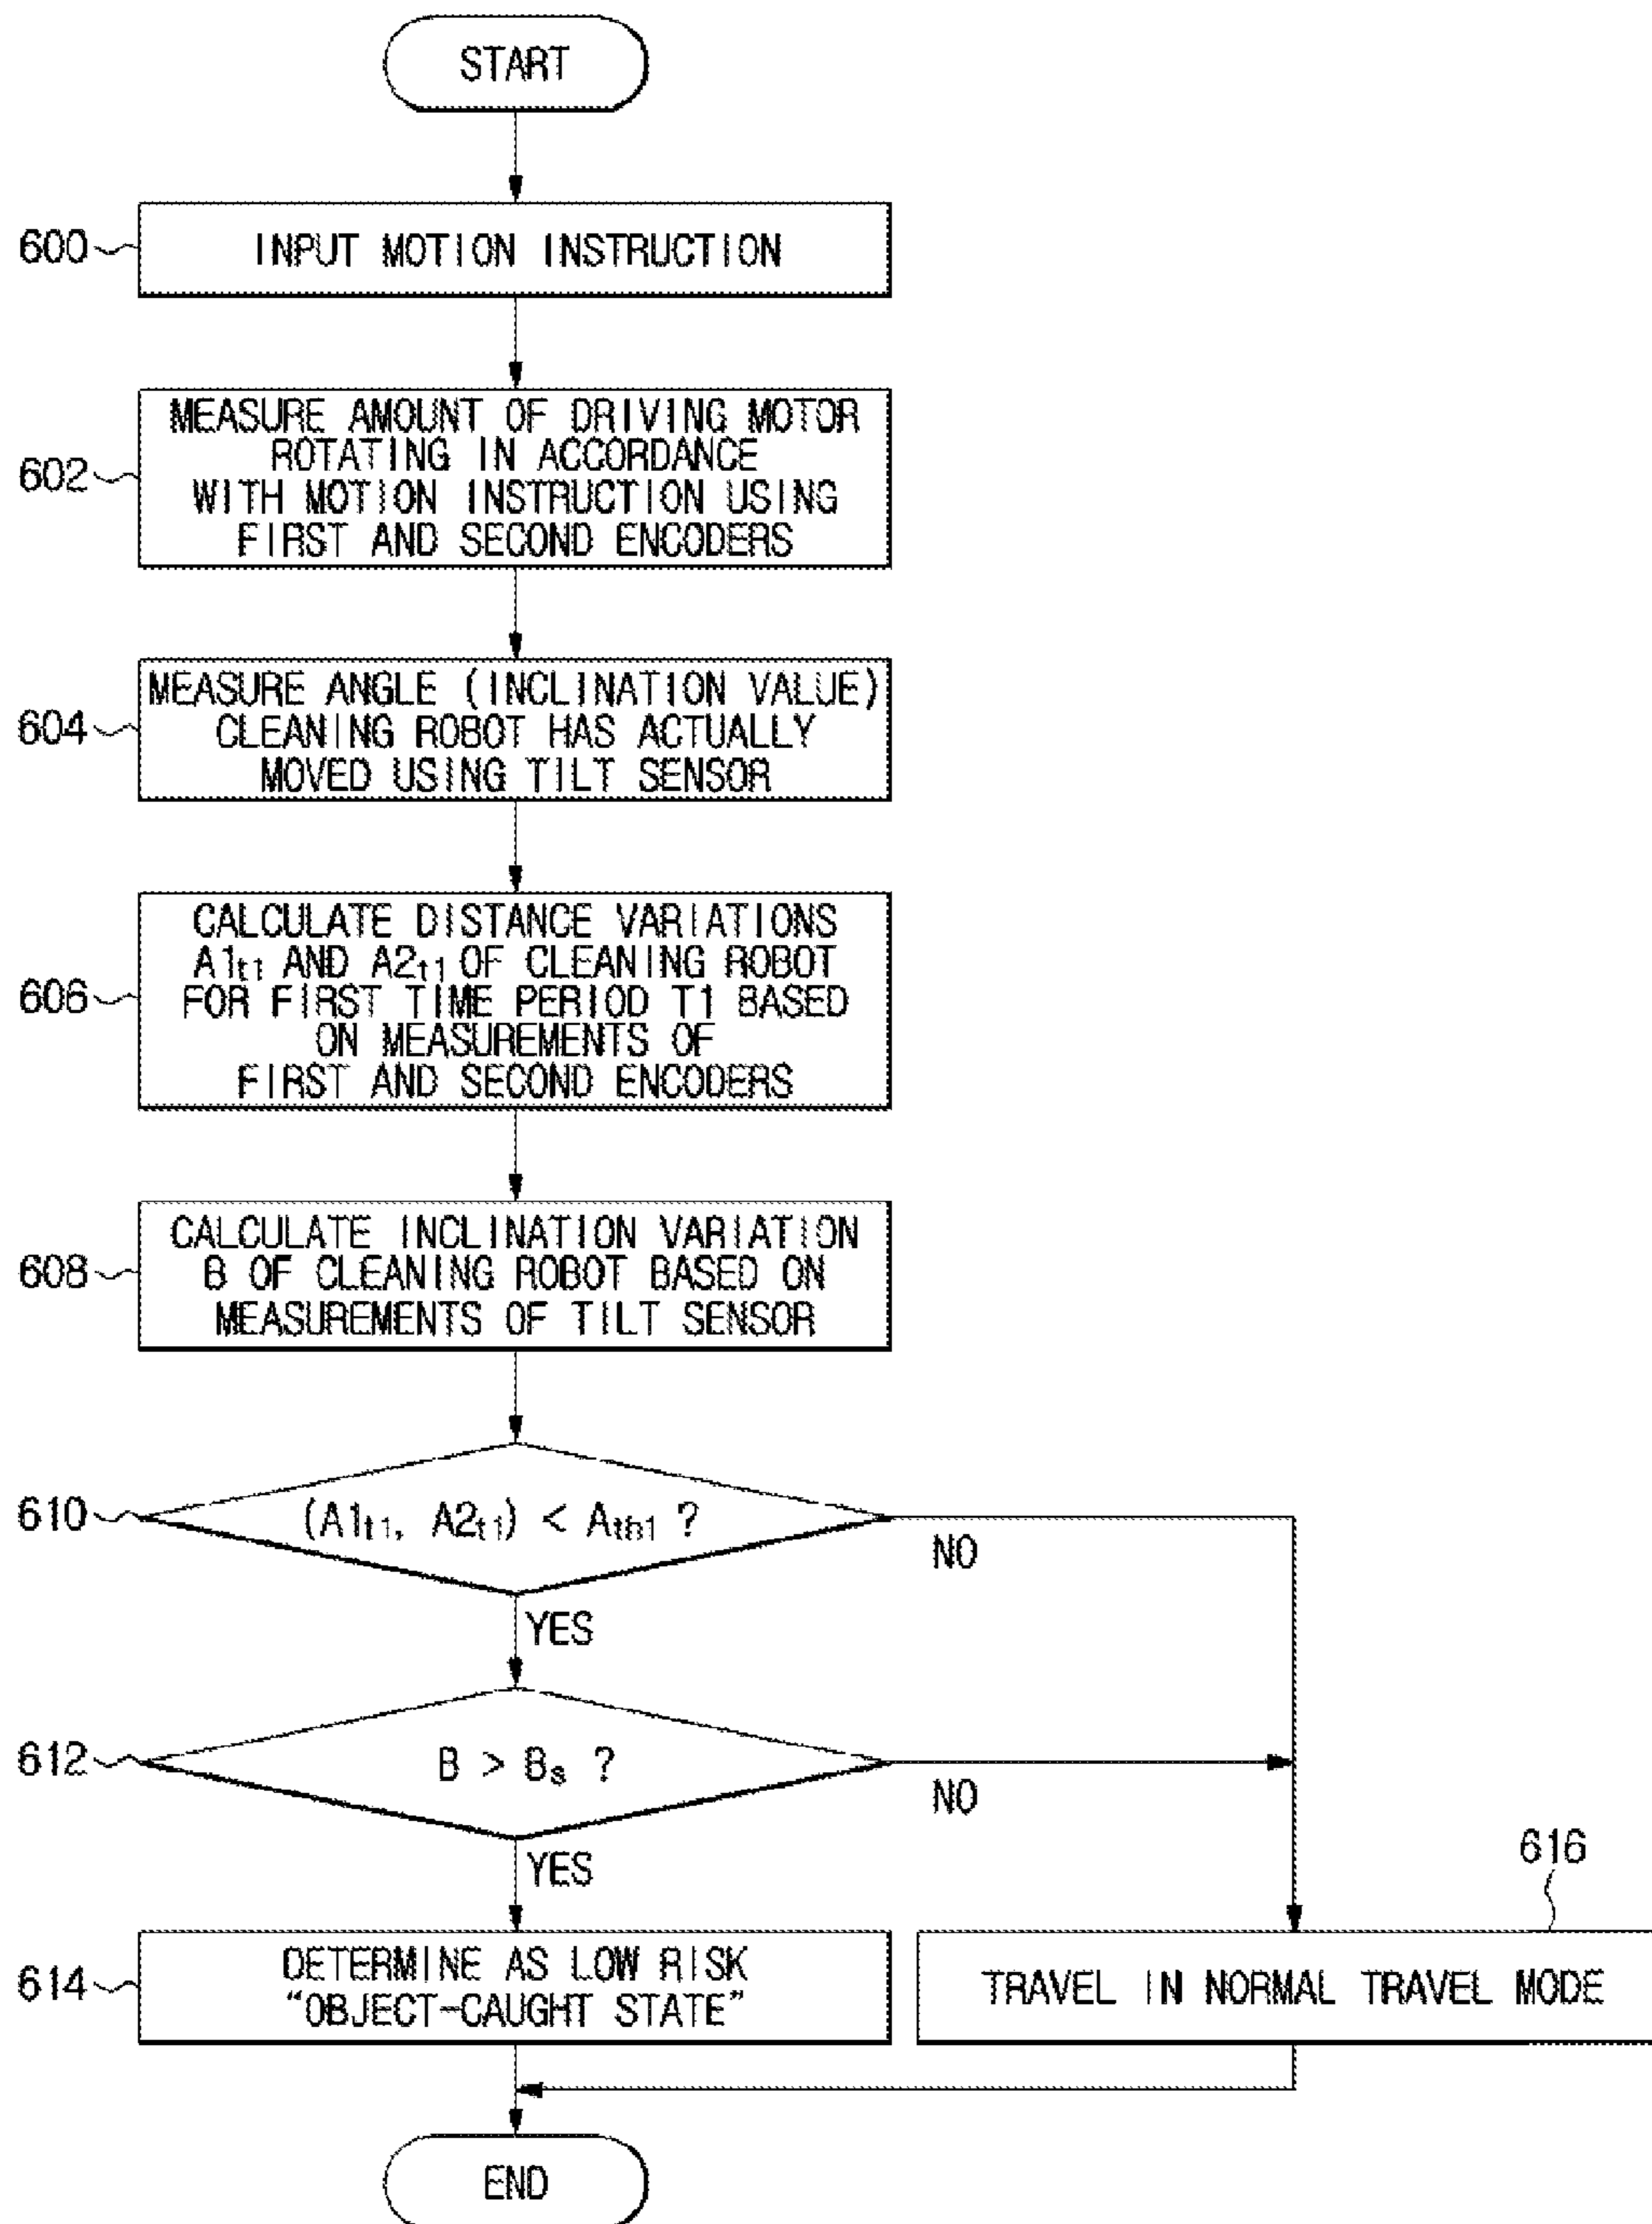 START
600
INPUT MOTION INSTRUCTION
602
MEASURE AMOUNT OF DRIVING MOTOR
ROTATING IN ACCORDANCE
WITH MOTION INSTRUCTION USING
FIRST AND SECOND ENCODERS
604
MEASURE ANGLE (INCLINATION VALUE)
CLEANING ROBOT HAS ACTUALLY
MOVED USING TILT SENSOR
606
CALCULATE DISTANCE VARIATIONS
A1t1 AND A2t1 OF CLEANING ROBOT
FOR FIRST TIME PERIOD T1 BASED
ON MEASUREMENTS OF
FIRST AND SECOND ENCODERS
608
CALCULATE INCLINATION VARIATION
B OF CLEANING ROBOT BASED ON
MEASUREMENTS OF TILT SENSOR
610
(A1t1, A2t1) < Ath1 ?
NO
YES
612
B > Bs ?
NO
YES
616
614
DETERMINE AS LOW RISK
"OBJECT-CAUGHT STATE"
TRAVEL IN NORMAL TRAVEL MODE
END